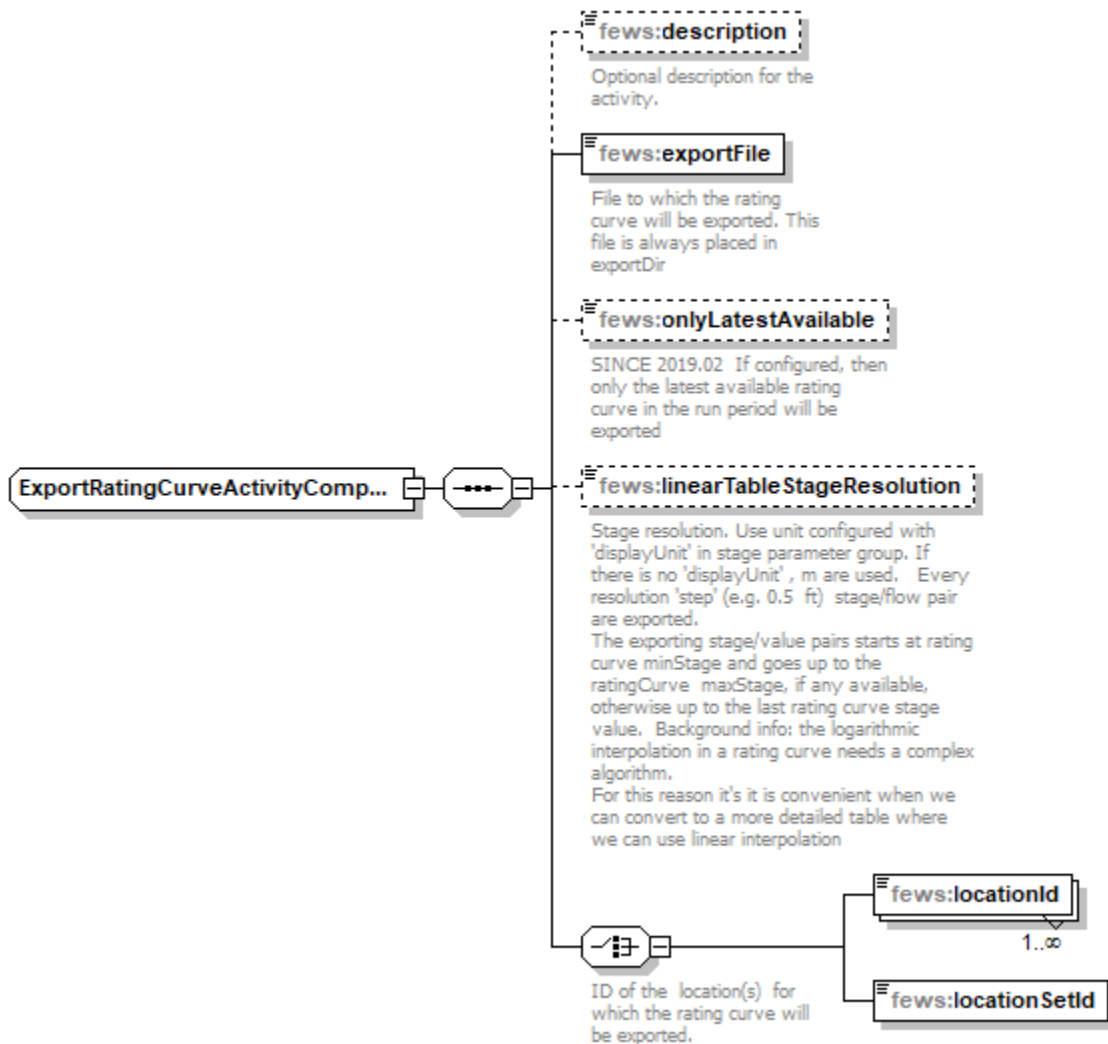 fews:description
Optional description for the
activity.
fews:exportFile
File to which the rating
curve will be exported. This
file is always placed in
exportDir
fews:onlyLatestAvailable
SINCE 2019.02  If configured, then
only the latest available rating
curve in the run period will be
exported
ExportRatingCurveActivityComp...
fews:linearTableStageResolution
Stage resolution. Use unit configured with
'displayUnit' in stage parameter group. If
there is no 'displayUnit' , m are used.   Every
resolution 'step' (e.g. 0.5  ft)  stage/flow pair
are exported.
The exporting stage/value pairs starts at rating
curve minStage and goes up to the
ratingCurve  maxStage, if any available,
otherwise up to the last rating curve stage
value.  Background info: the logarithmic
interpolation in a rating curve needs a complex
algorithm.
For this reason it's it is convenient when we
can convert to a more detailed table where
we can use linear interpolation
fews:locationId
1..∞
fews:locationSetId
ID of the  location(s)  for
which the rating curve will
be exported.